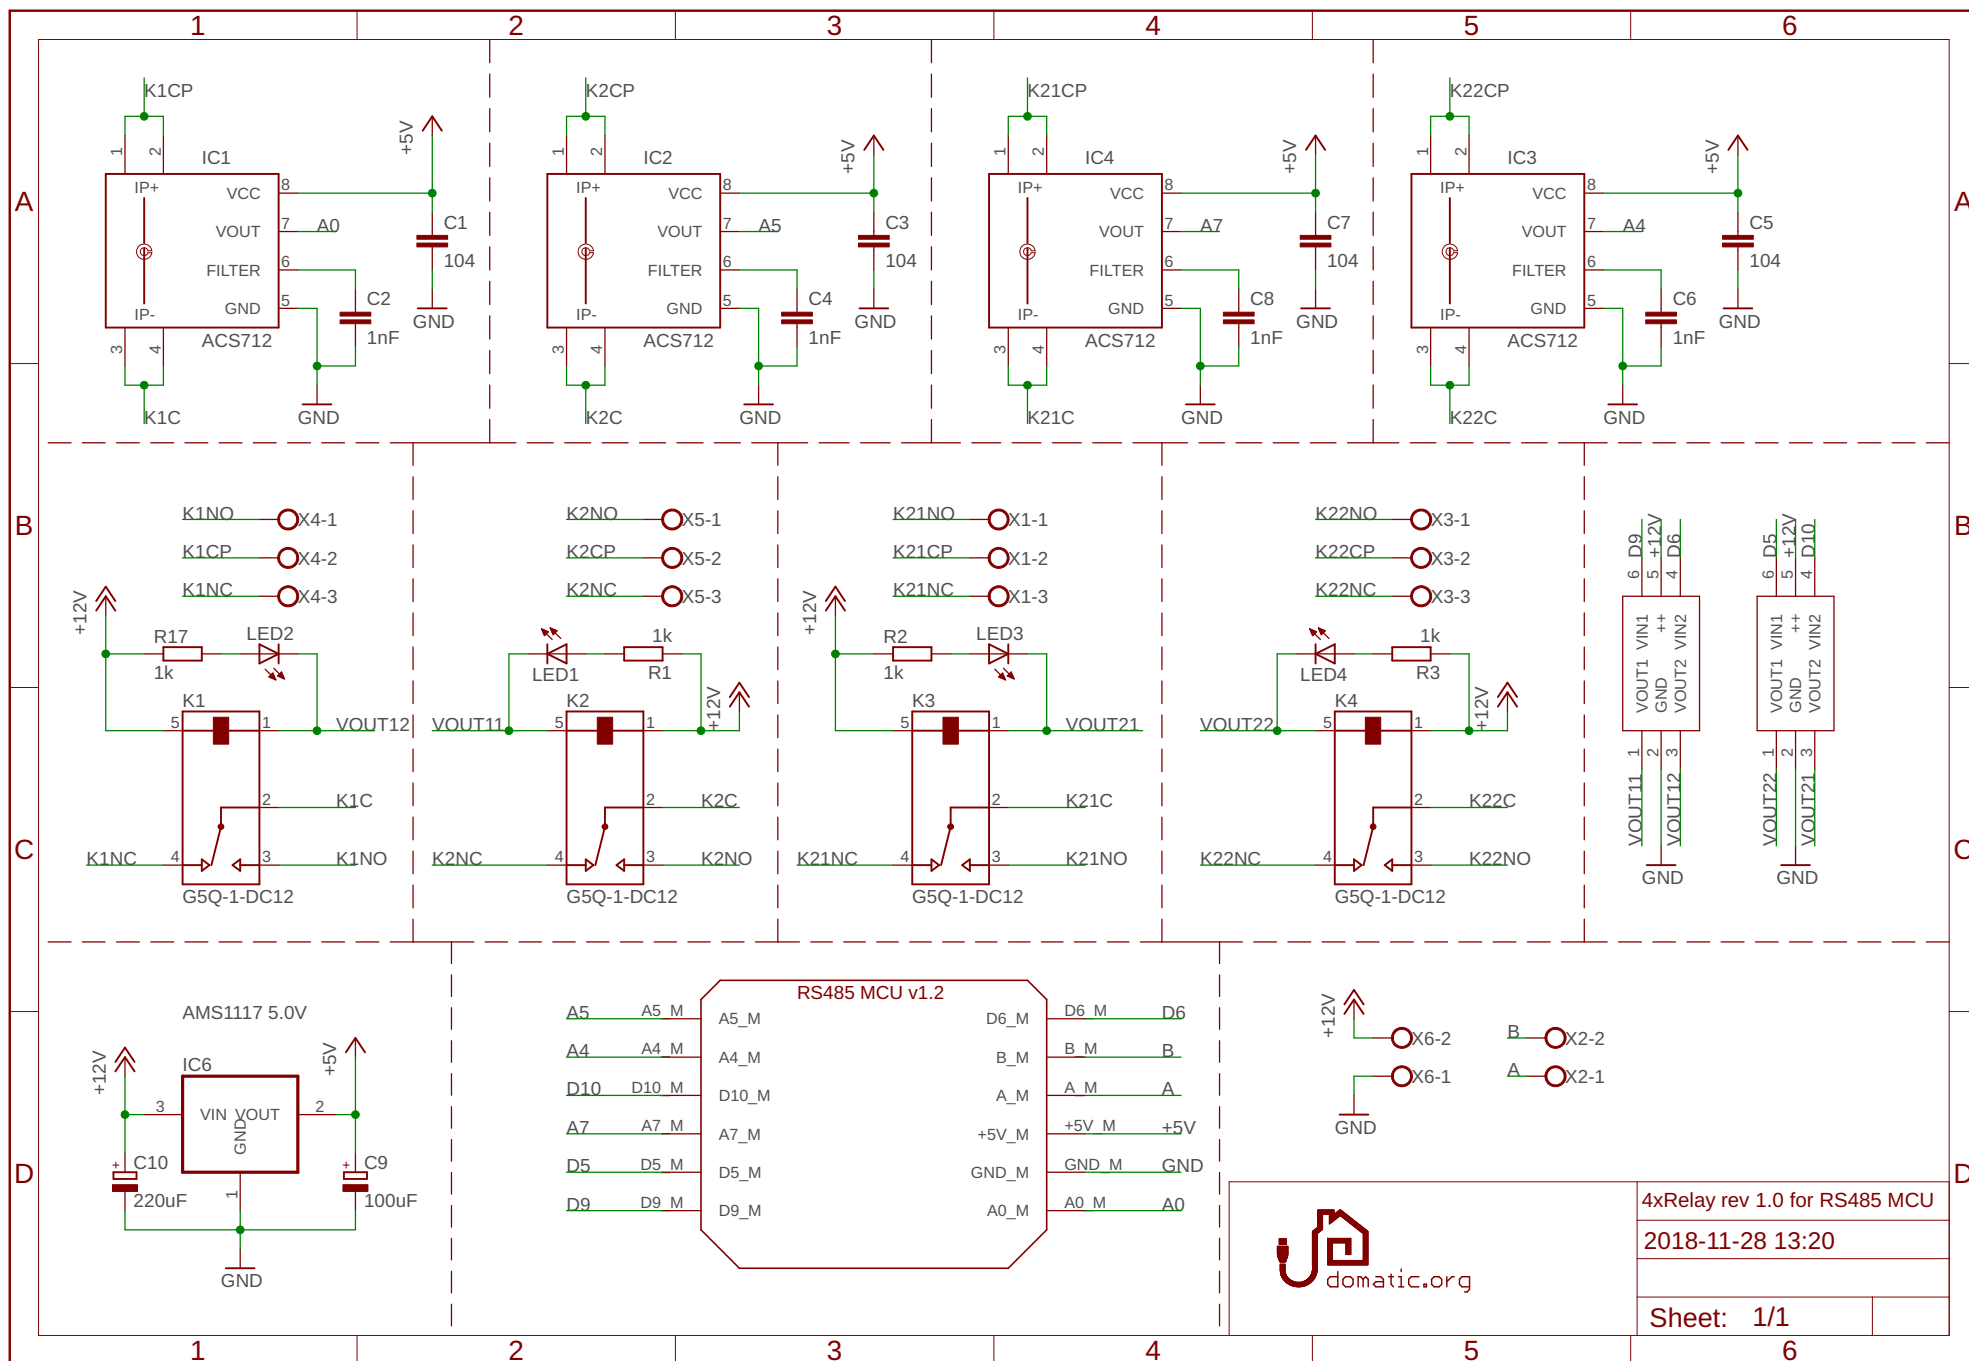 1 2 3 4 5 6
A A
K1CP
+5V
1 2
IC1
IP+
VCC 8
VOUT 7 A0
FILTER 6
GND 5
IP-
ACS712
3 4
K1C
C1
104
GND
C2
1nF
GND
K2CP
+5V
1 2
IC2
IP+
VCC 8
VOUT 7 A5
FILTER 6
GND 5
IP-
ACS712
3 4
K2C
C3
104
GND
C4
1nF
GND
K21CP
+5V
1 2
IC4
IP+
VCC 8
VOUT 7 A7
FILTER 6
GND 5
IP-
ACS712
3 4
K21C
C7
104
GND
C8
1nF
GND
K22CP
+5V
1 2
IC3
IP+
VCC 8
VOUT 7 A4
FILTER 6
GND 5
IP-
ACS712
3 4
K22C
C5
104
GND
C6
1nF
GND
B B
K1NO X4-1
K1CP X4-2
K1NC X4-3
+12V
R17
1k
LED2
K1
5 1 VOUT12
2 K1C
K1NC 4 3 K1NO
G5Q-1-DC12
K2NO X5-1
K2CP X5-2
K2NC X5-3
LED1
1k
R1
+12V
K2
VOUT11 5 1
2 K2C
K2NC 4 3 K2NO
G5Q-1-DC12
K21NO X1-1
K21CP X1-2
K21NC X1-3
+12V
R2
1k
LED3
K3
5 1 VOUT21
2 K21C
K21NC 4 3 K21NO
G5Q-1-DC12
K22NO X3-1
K22CP X3-2
K22NC X3-3
LED4
1k
R3
+12V
K4
VOUT22 5 1
2 K22C
K22NC 4 3 K22NO
G5Q-1-DC12
D9 +12V D6
6 5 4
VIN1 ++ VIN2
VOUT1 GND VOUT2
1 2 3
VOUT11 VOUT12
GND
D5 +12V D10
6 5 4
VIN1 ++ VIN2
VOUT1 GND VOUT2
1 2 3
VOUT22 VOUT21
GND
C C
AMS1117 5.0V
+12V
+5V
IC6
3 VIN VOUT 2
GND
1
+ C10
220uF
+ C9
100uF
GND
RS485 MCU v1.2
A5 A5_M A5_M D6_M D6_M D6
A4 A4_M A4_M B_M B_M B
D10 D10_M D10_M A_M A_M A
A7 A7_M A7_M +5V_M +5V_M +5V
D5 D5_M D5_M GND_M GND_M GND
D9 D9_M D9_M A0_M A0_M A0
+12V
X6-2
X6-1
GND
B X2-2
A X2-1
D D
domatic.org
4xRelay rev 1.0 for RS485 MCU
2018-11-28 13:20
Sheet: 1/1
1 2 3 4 5 6